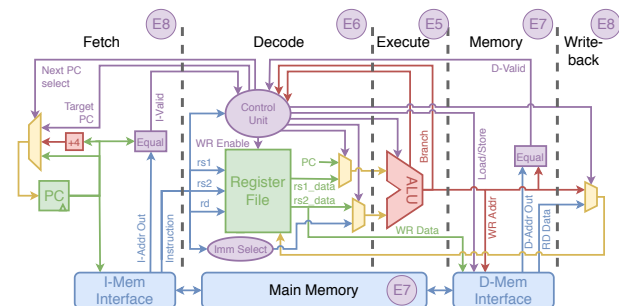 E8
E6
E5
E7
E8
Fetch
Decode
Execute
Memory
Write-
back
Next PC
select
Target
PC
I-Valid
D-Valid
Control
Unit
+4
Equal
WR Enable
PC
Branch
Load/Store
Equal
PC
rs1
rs2
rd
Register
File
rs1_data
rs2_data
ALU
I-Addr Out
Instruction
Imm Select
WR Data
WR Addr
D-Addr Out
RD Data
I-Mem
Interface
Main Memory
E7
D-Mem
Interface